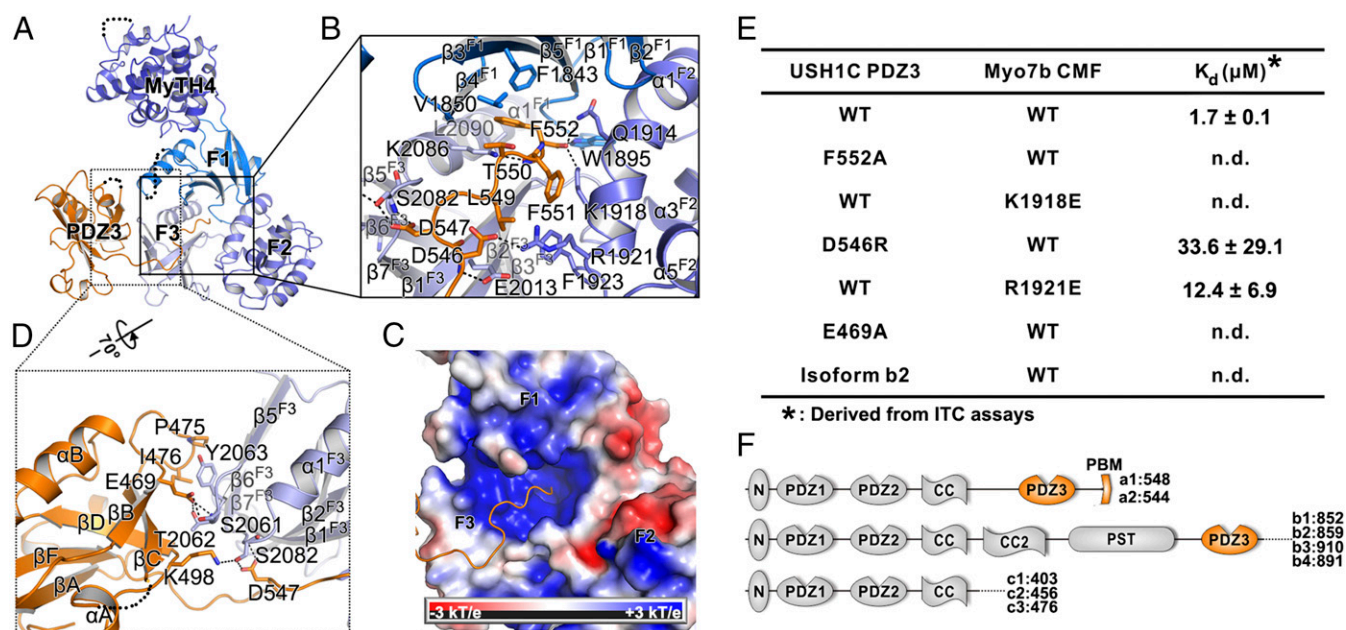 A
MyTH4
F1
PDZ3
F3
F2
B
β3F1
β5F1
β1F1
β2F1
β4F1
F1843
α1F2
V1850
α1F1
L2090
F552
Q1914
K2086
W1895
T550
β5F3
S2082
L549
K1918
α3F2
F551
β6F3
D547
D546
β2F3
R1921
β7F3
β3F3
F1923
α5F2
β1F3
E2013
70°
D
β5F3
P475
αB
Y2063
I476
α1F3
E469
β6F3
β7F3
βB
βD
S2061
β2F3
T2062
β1F3
βF
βC
S2082
K498
βA
D547
αA
C
F1
F3
F2
-3 kT/e +3 kT/e
E
USH1C PDZ3 Myo7b CMF Kd (μM)*
WT WT 1.7 ± 0.1
F552A WT n.d.
WT K1918E n.d.
D546R WT 33.6 ± 29.1
WT R1921E 12.4 ± 6.9
E469A WT n.d.
Isoform b2 WT n.d.
*: Derived from ITC assays
F
PBM
N PDZ1 PDZ2 CC PDZ3 a1:548
a2:544
b1:852
N PDZ1 PDZ2 CC CC2 PST PDZ3 b2:859
b3:910
b4:891
N PDZ1 PDZ2 CC c1:403
c2:456
c3:476